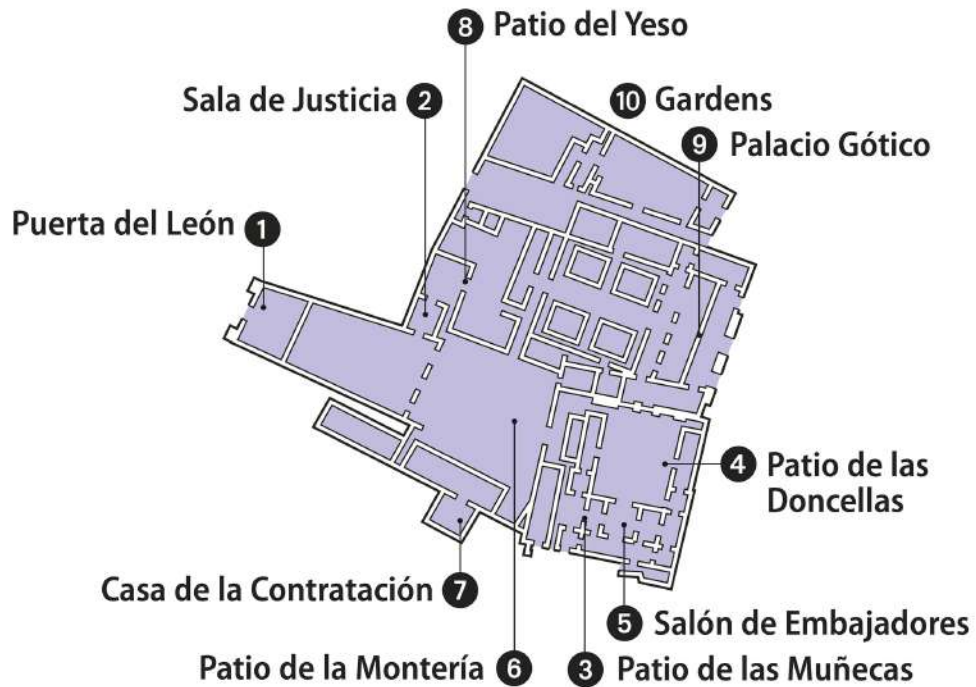 8 Patio del Yeso
Sala de Justicia 2
10 Gardens
9 Palacio Gótico
Puerta del León 1
4 Patio de las
Doncellas
Casa de la Contratación 7
5 Salón de Embajadores
Patio de la Montería 6
3 Patio de las Muñecas